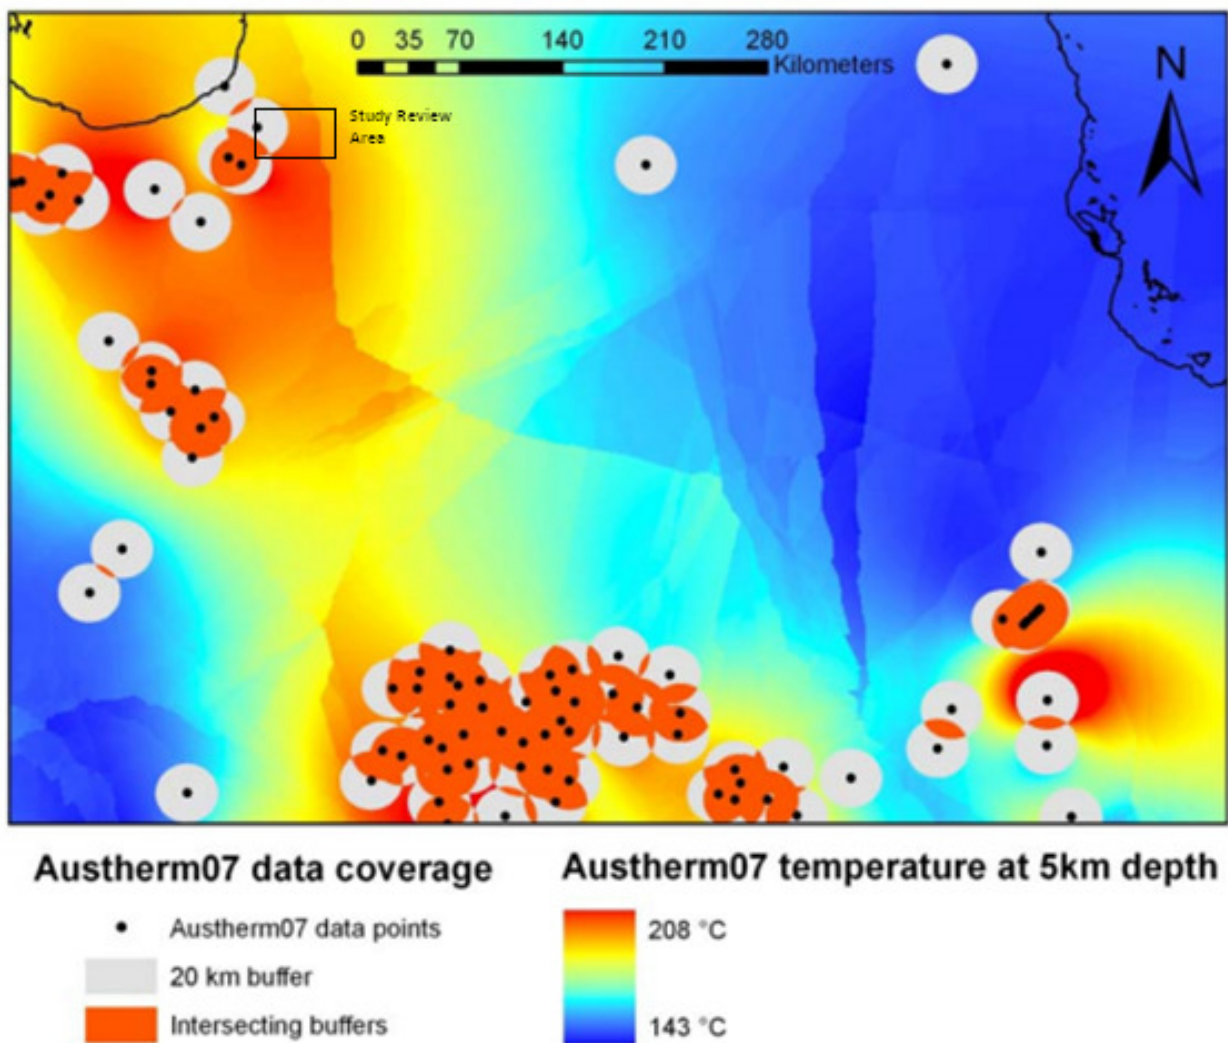 0 35 70 140 210 280
Kilometers
N
Study Review
Area
Austherm07 data coverage
Austherm07 data points
20 km buffer
Intersecting buffers
Austherm07 temperature at 5km depth
208 °C
143 °C